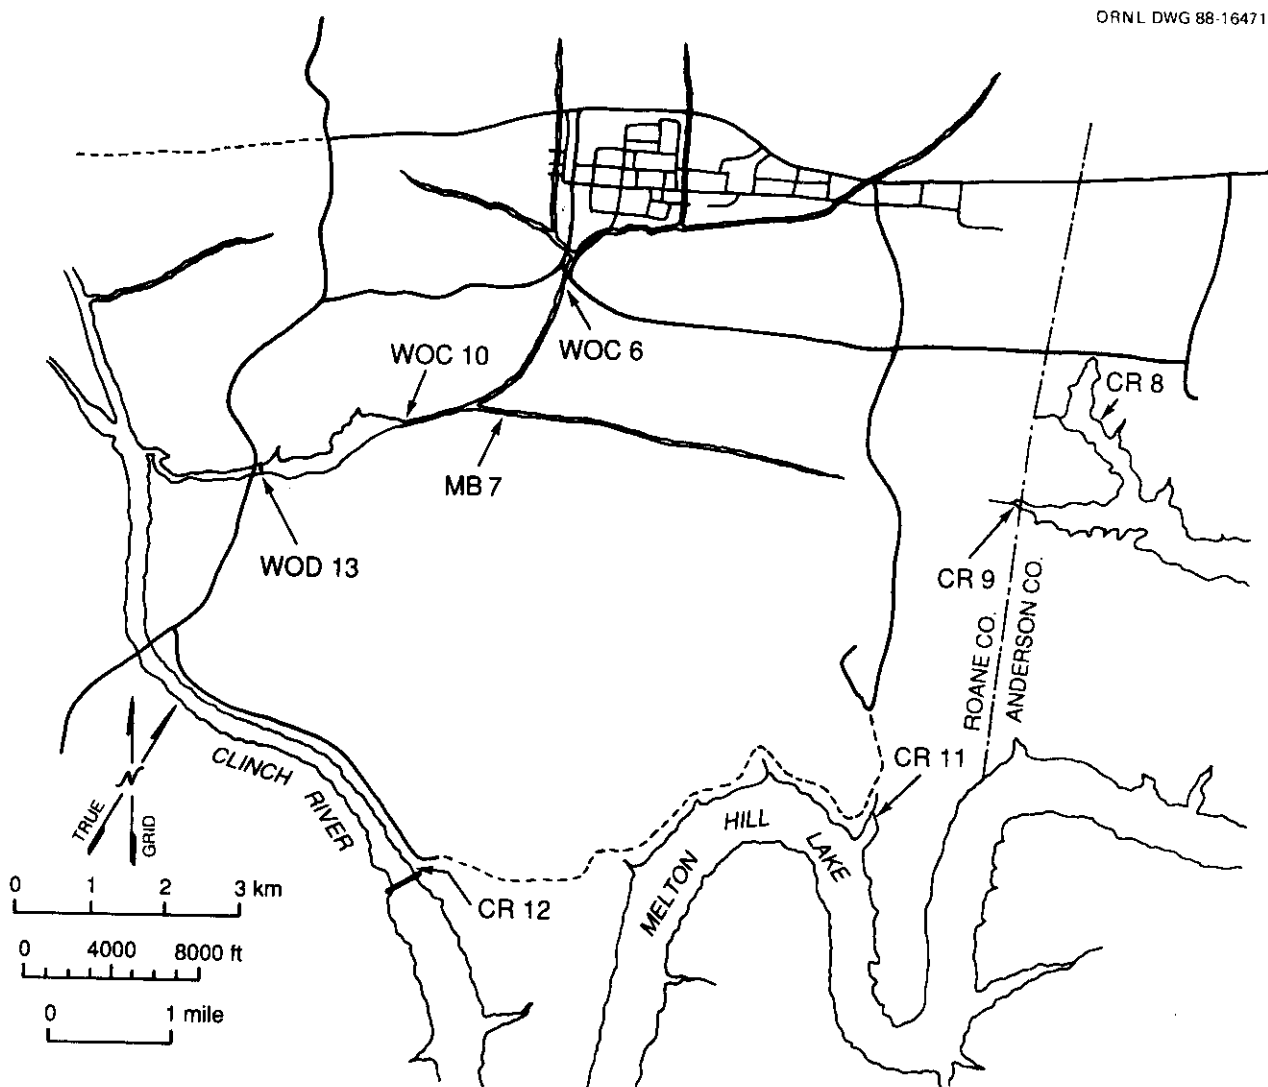 ORNL DWG 88-16471
WOC 10
WOC 6
CR 8
MB 7
WOD 13
CR 9
ROANE CO.
ANDERSON CO.
CLINCH
RIVER
CR 11
HILL
LAKE
MELTON
N
TRUE
GRID
CR 12
0 1 2 3 km
0 4000 8000 ft
0 1 mile